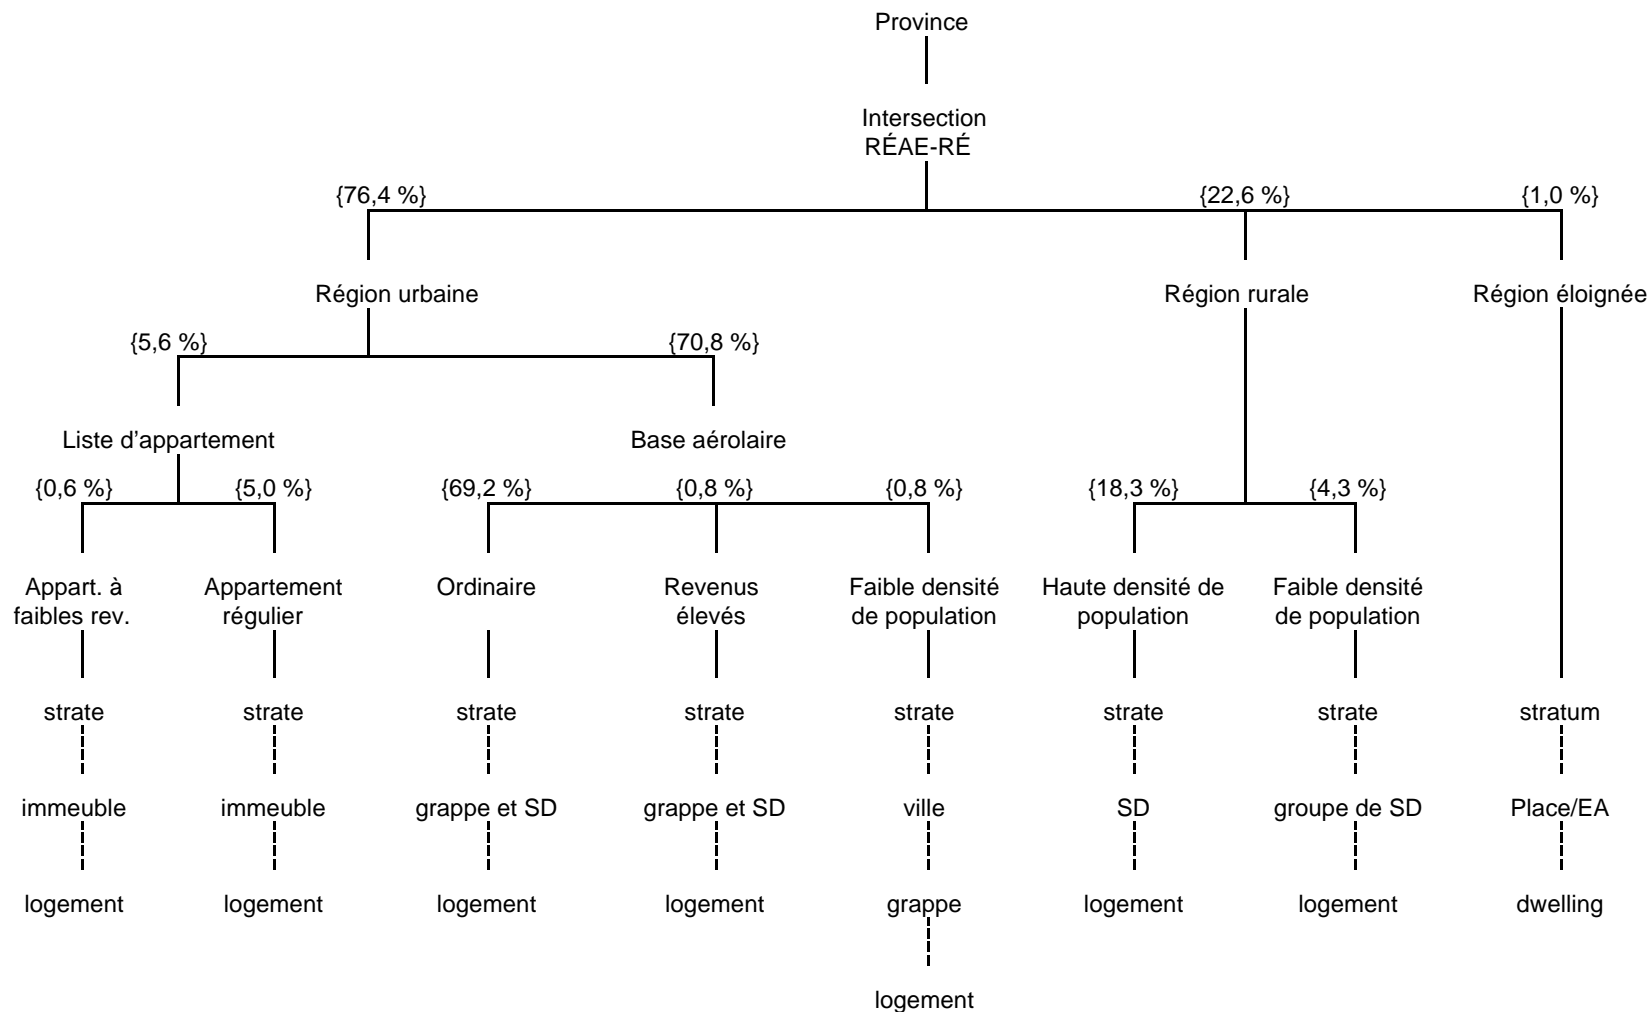 Province
Intersection
RÉAE-RÉ
{76,4 %} {22,6 %} {1,0 %}
Région urbaine Région rurale Région éloignée
{5,6 %} {70,8 %}
Liste d'appartement Base aérolaire
{0,6 %} {5,0 %} {69,2 %} {0,8 %} {0,8 %} {18,3 %} {4,3 %}
Appart. à Appartement Ordinaire Revenus Faible densité Haute densité de Faible densité
faibles rev. régulier élevés de population population de population
strate strate strate strate strate strate strate stratum
immeuble immeuble grappe et SD grappe et SD ville SD groupe de SD Place/EA
logement logement logement logement grappe logement logement dwelling
logement